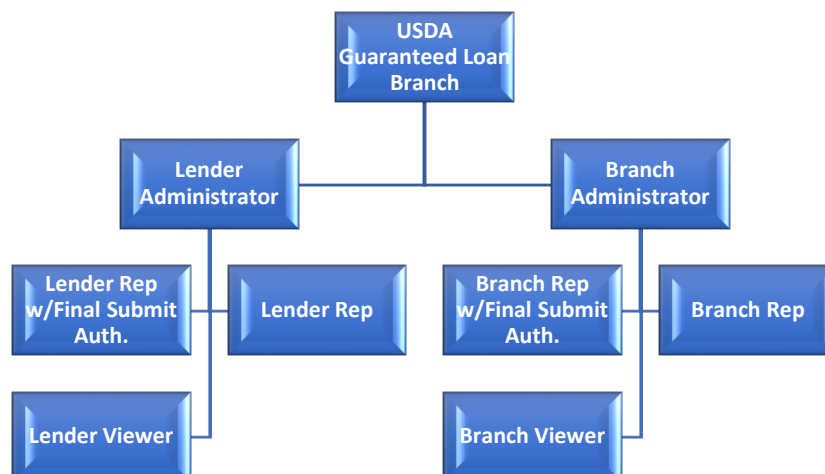 USDA
Guaranteed Loan
Branch
Lender
Administrator
Branch
Administrator
Lender Rep
w/Final Submit
Auth.
Lender Rep
Branch Rep
w/Final Submit
Auth.
Branch Rep
Lender Viewer
Branch Viewer